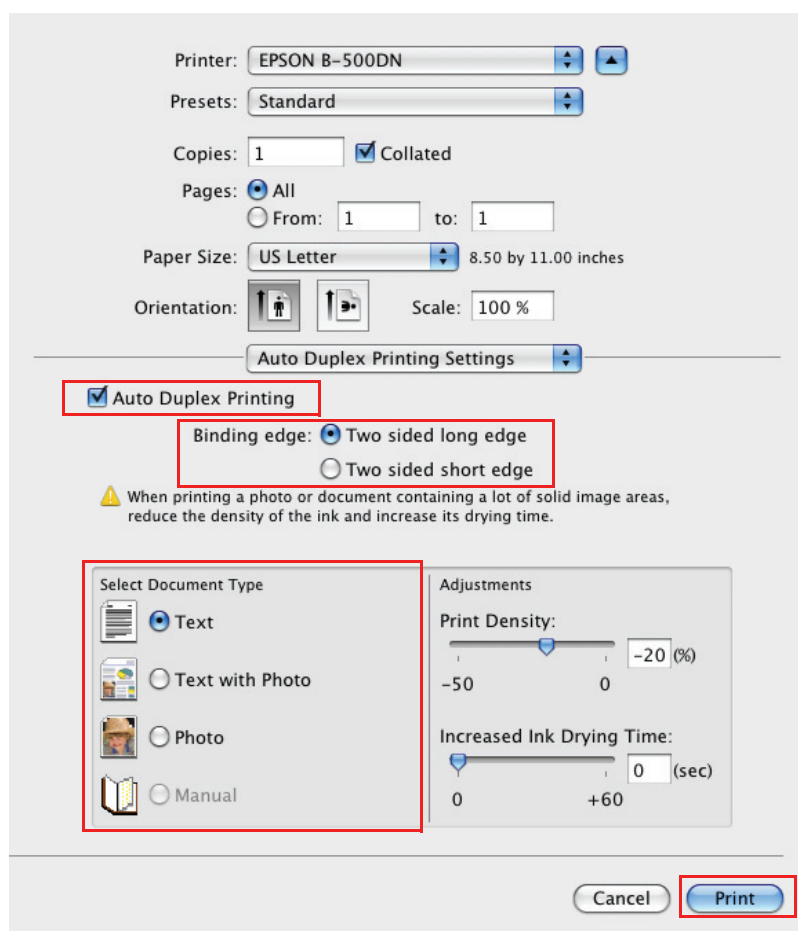 Printer: EPSON B-500DN
Presets: Standard
Copies: 1 Collated
Pages: All
From: 1 to: 1
Paper Size: US Letter 8.50 by 11.00 inches
Orientation: Scale: 100 %
Auto Duplex Printing Settings
Auto Duplex Printing
Binding edge: Two sided long edge
Two sided short edge
When printing a photo or document containing a lot of solid image areas,
reduce the density of the ink and increase its drying time.
Select Document Type
Text
Text with Photo
Photo
Manual
Adjustments
Print Density:
-20 (%)
-50 0
Increased Ink Drying Time:
0 (sec)
0 +60
Cancel Print